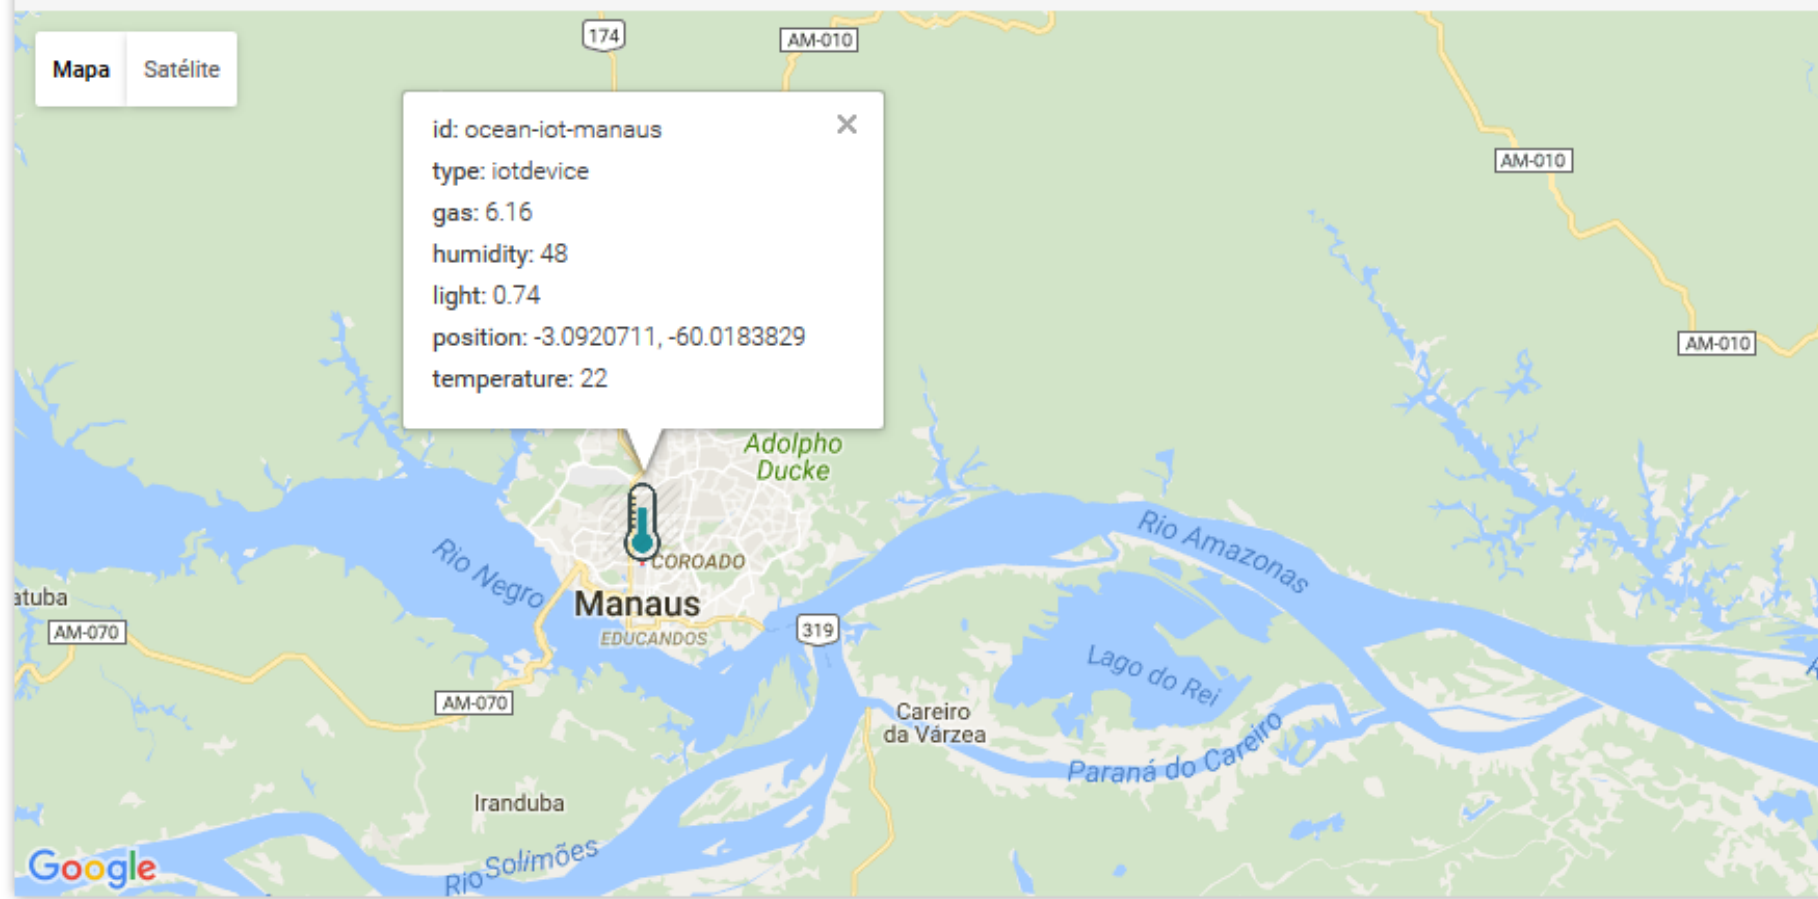 174
AM-010
Mapa
Satélite
id: ocean-iot-manaus
type: iotdevice
gas: 6.16
humidity: 48
light: 0.74
position: -3.0920711, -60.0183829
temperature: 22
AM-010
AM-010
Adolpho
Ducke
Rio Amazonas
Rio Negro
COROADO
atuba
Manaus
AM-070
EDUCANDOS
319
Lago do Rei
AM-070
Careiro
da Várzea
Paraná do Careiro
Iranduba
Rio Solimões
Google